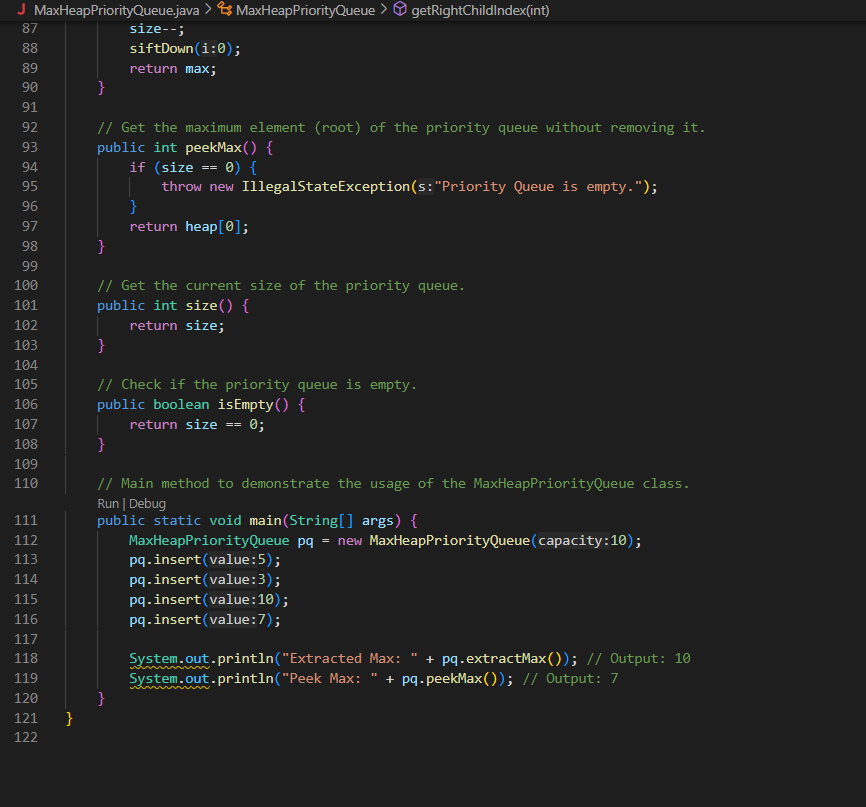 J MaxHeapPriorityQueue.java > MaxHeapPriorityQueue > getRightChildIndex(int)
87 size--;
88 siftDown(i:0);
89 return max;
90 }
91
92 // Get the maximum element (root) of the priority queue without removing it.
93 public int peekMax() {
94 if (size == 0) {
95 throw new IllegalStateException(s:"Priority Queue is empty.");
96 }
97 return heap[0];
98 }
99
100 // Get the current size of the priority queue.
101 public int size() {
102 return size;
103 }
104
105 // Check if the priority queue is empty.
106 public boolean isEmpty() {
107 return size == 0;
108 }
109
110 // Main method to demonstrate the usage of the MaxHeapPriorityQueue class.
Run | Debug
111 public static void main(String[] args) {
112 MaxHeapPriorityQueue pq = new MaxHeapPriorityQueue(capacity:10);
113 pq.insert(value:5);
114 pq.insert(value:3);
115 pq.insert(value:10);
116 pq.insert(value:7);
117
118 System.out.println("Extracted Max: " + pq.extractMax()); // Output: 10
119 System.out.println("Peek Max: " + pq.peekMax()); // Output: 7
120 }
121 }
122